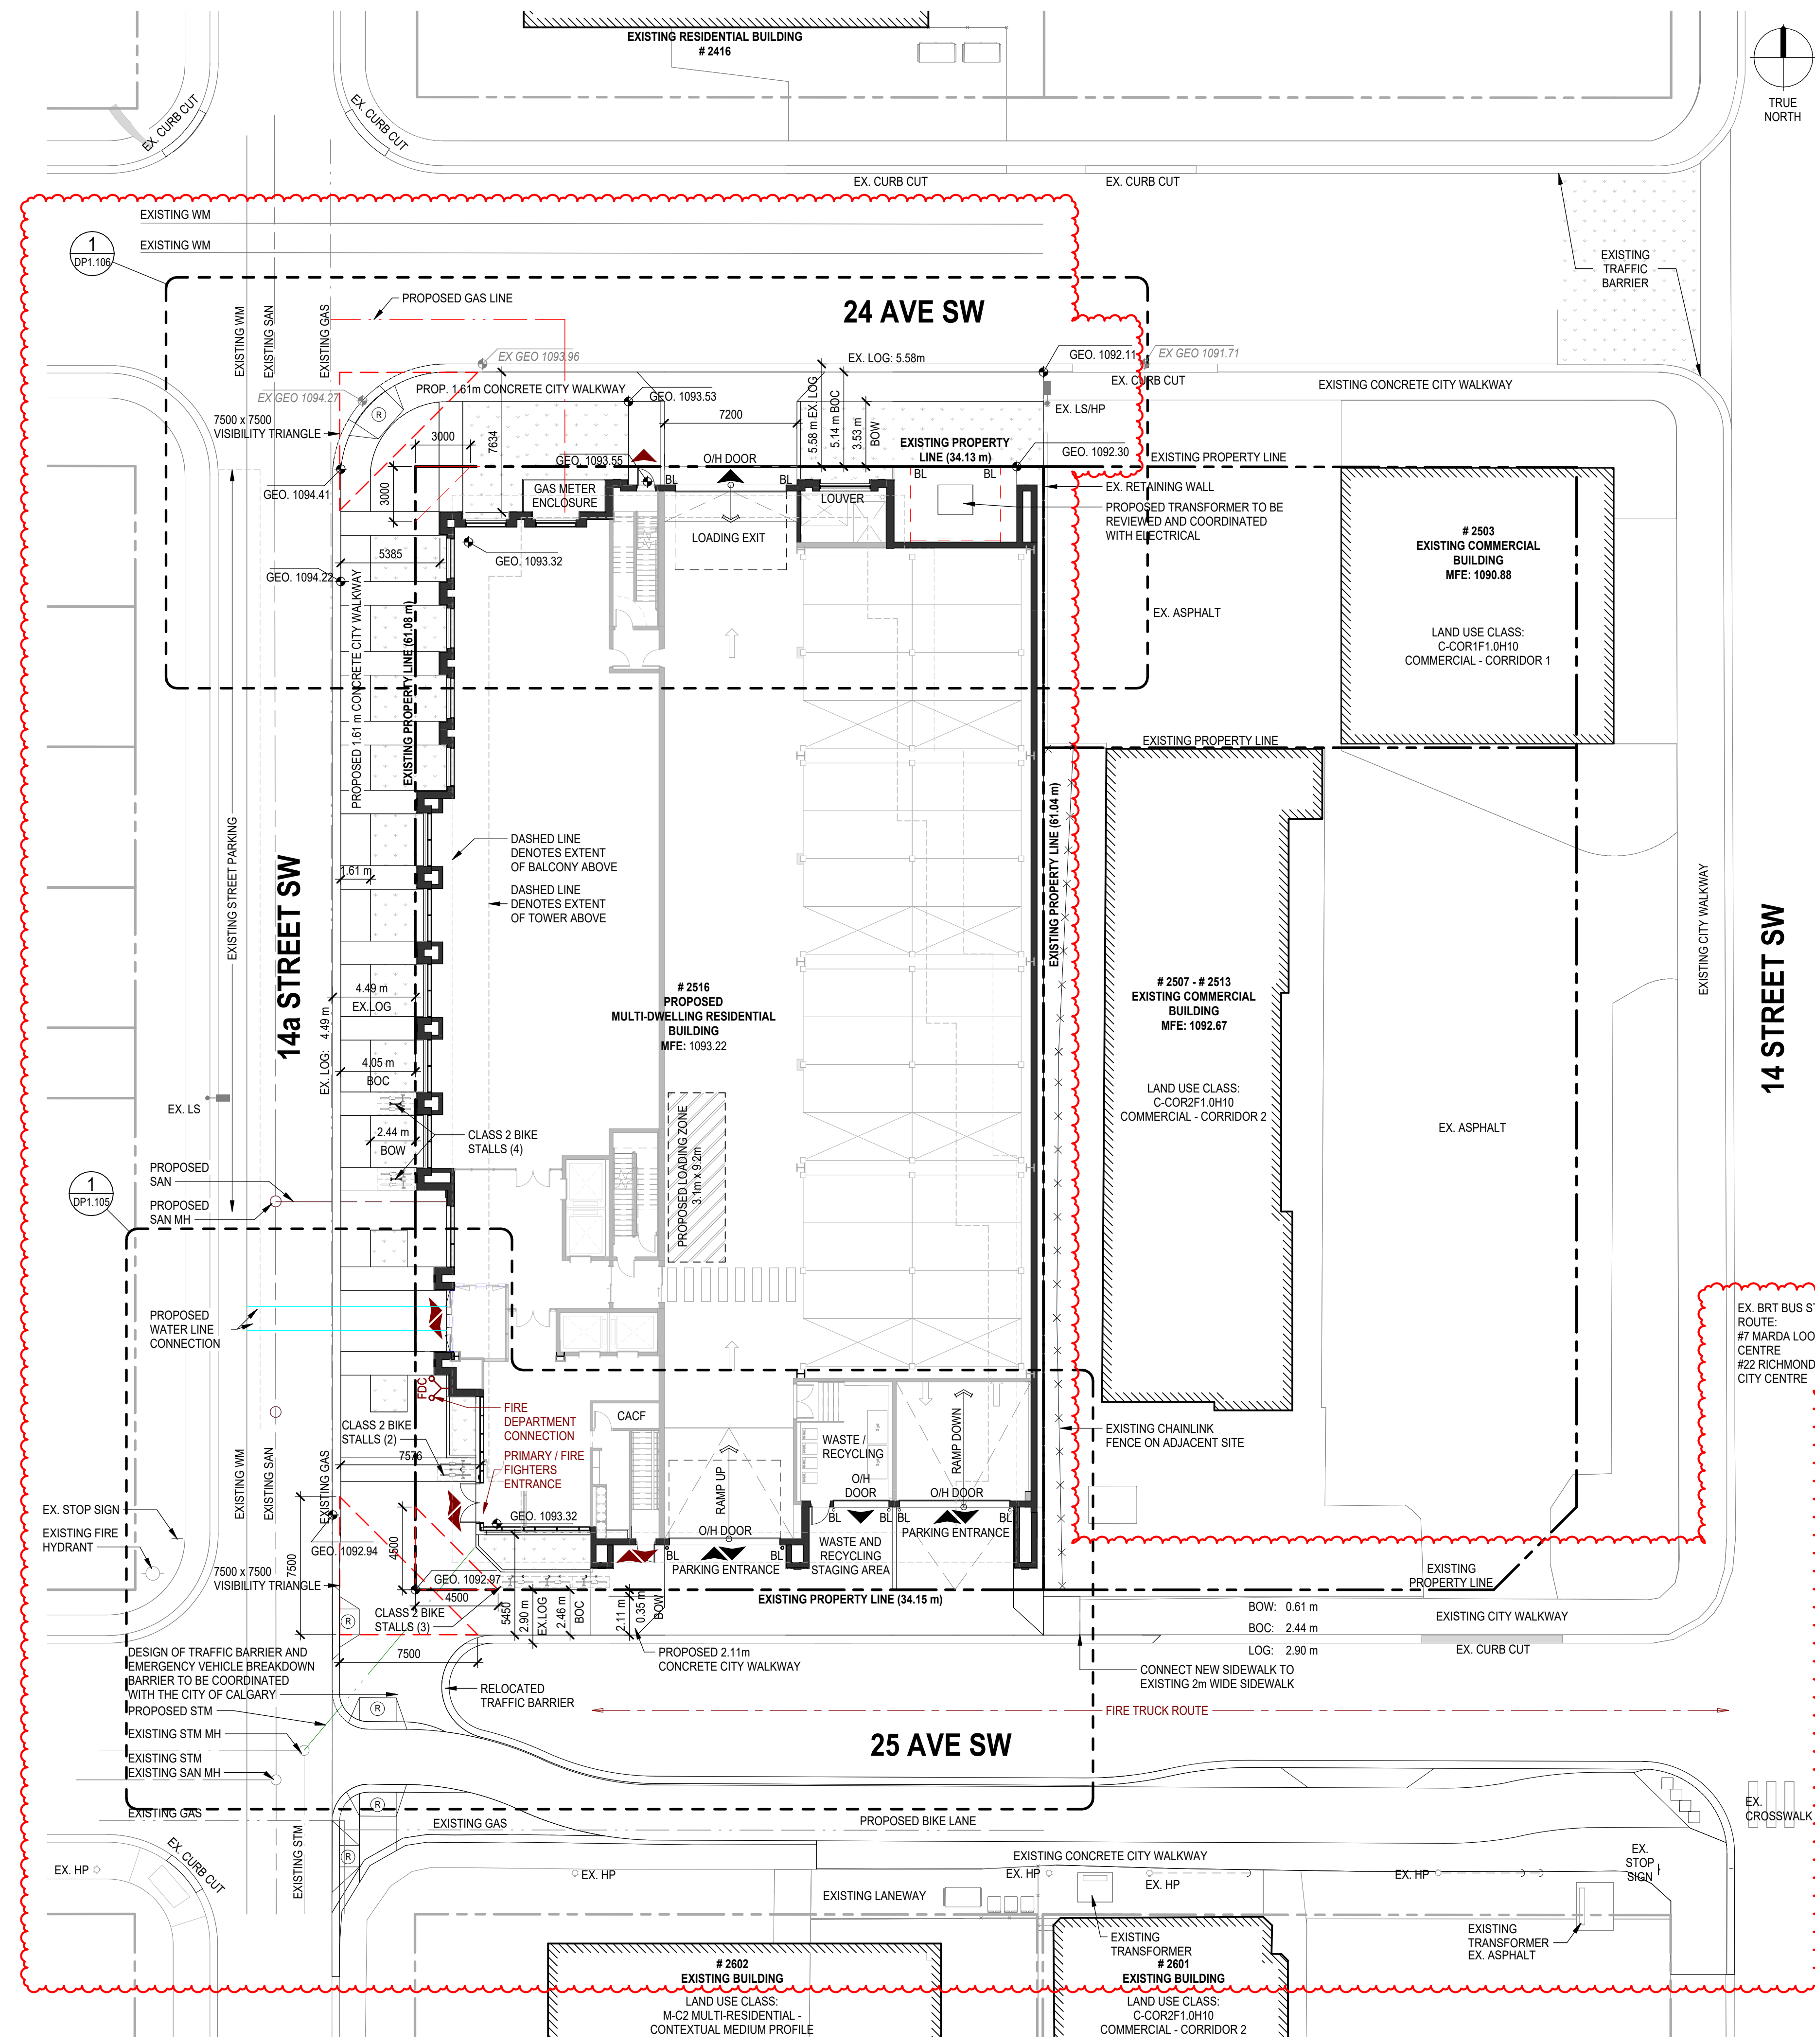 EXISTING RESIDENTIAL BUILDING
# 2416
TRUE
NORTH
EX. CURB CUT
EX. CURB CUT
EX. CURB CUT
EX. CURB CUT
EXISTING WM
EXISTING WM
1
DP1.106
EXISTING
TRAFFIC
BARRIER
PROPOSED GAS LINE
24 AVE SW
EXISTING WM
EXISTING SAN
EXISTING GAS
EX GEO 1093.96
EX. LOG: 5.58m
GEO. 1092.11
EX GEO 1091.71
EX. CURB CUT
EXISTING CONCRETE CITY WALKWAY
PROP. 1.61m CONCRETE CITY WALKWAY
EX GEO 1094.27
R
GEO. 1093.53
EX. LS/HP
7500 x 7500
VISIBILITY TRIANGLE
3000
7634
7200
5.58 m EX. LOG
5.14 m BOC
3.53 m
BOW
EXISTING PROPERTY
LINE (34.13 m)
GEO. 1092.30
EXISTING PROPERTY LINE
GEO. 1093.55
O/H DOOR
BL
BL
BL
BL
GEO. 1094.41
3000
GAS METER
ENCLOSURE
LOUVER
EX. RETAINING WALL
PROPOSED TRANSFORMER TO BE
REVIEWED AND COORDINATED
WITH ELECTRICAL
LOADING EXIT
# 2503
EXISTING COMMERCIAL
BUILDING
MFE: 1090.88
LAND USE CLASS:
C-COR1F1.0H10
COMMERCIAL - CORRIDOR 1
5385
GEO. 1093.32
GEO. 1094.22
PROPOSED 1.61 m CONCRETE CITY WALKWAY
EXISTING PROPERTY LINE (61.08 m)
EX. ASPHALT
EXISTING PROPERTY LINE
EXISTING STREET PARKING
14a STREET SW
DASHED LINE
DENOTES EXTENT
OF BALCONY ABOVE
DASHED LINE
DENOTES EXTENT
OF TOWER ABOVE
1.61 m
EXISTING PROPERTY LINE (61.04 m)
EXISTING CITY WALKWAY
14 STREET SW
4.49 m
EX.LOG
EX. LOG: 4.49 m
4.05 m
BOC
# 2516
PROPOSED
MULTI-DWELLING RESIDENTIAL
BUILDING
MFE: 1093.22
# 2507 - # 2513
EXISTING COMMERCIAL
BUILDING
MFE: 1092.67
LAND USE CLASS:
C-COR2F1.0H10
COMMERCIAL - CORRIDOR 2
EX. ASPHALT
EX. LS
2.44 m
BOW
CLASS 2 BIKE
STALLS (4)
PROPOSED LOADING ZONE
3.1m x 9.2m
PROPOSED
SAN
PROPOSED
SAN MH
1
DP1.105
PROPOSED
WATER LINE
CONNECTION
EX. BRT BUS S
ROUTE:
#7 MARDA LOO
CENTRE
#22 RICHMOND
CITY CENTRE
FDC
FIRE
DEPARTMENT
CONNECTION
PRIMARY / FIRE
FIGHTERS
ENTRANCE
CACF
CLASS 2 BIKE
STALLS (2)
7576
WASTE /
RECYCLING
O/H
DOOR
RAMP UP
RAMP DOWN
O/H DOOR
EXISTING CHAINLINK
FENCE ON ADJACENT SITE
EXISTING WM
EXISTING SAN
EXISTING GAS
EX. STOP SIGN
EXISTING FIRE
HYDRANT
GEO. 1093.32
O/H DOOR
BL
BL
BL
BL
BL
BL
PARKING ENTRANCE
PARKING ENTRANCE
WASTE AND
RECYCLING
STAGING AREA
GEO. 1092.94
7500
4500
7500 x 7500
VISIBILITY TRIANGLE
GEO. 1092.97
4500
CLASS 2 BIKE
STALLS (3)
R
5450
2.90 m
EX.LOG
2.46 m
BOC
2.11 m
0.35 m
BOW
EXISTING PROPERTY LINE (34.15 m)
EXISTING
PROPERTY LINE
BOW: 0.61 m
BOC: 2.44 m
LOG: 2.90 m
EXISTING CITY WALKWAY
EX. CURB CUT
7500
PROPOSED 2.11m
CONCRETE CITY WALKWAY
CONNECT NEW SIDEWALK TO
EXISTING 2m WIDE SIDEWALK
DESIGN OF TRAFFIC BARRIER AND
EMERGENCY VEHICLE BREAKDOWN
BARRIER TO BE COORDINATED
WITH THE CITY OF CALGARY
RELOCATED
TRAFFIC BARRIER
R
PROPOSED STM
FIRE TRUCK ROUTE
EXISTING STM MH
25 AVE SW
EXISTING STM
EXISTING SAN MH
R
EXISTING GAS
EXISTING GAS
PROPOSED BIKE LANE
EX.
CROSSWALK
EXISTING STM
R
EX. CURB CUT
EX. HP
EX. HP
EXISTING CONCRETE CITY WALKWAY
EX. HP
EX. HP
EX. HP
EX.
STOP
SIGN
EXISTING LANEWAY
EXISTING
TRANSFORMER
EXISTING
TRANSFORMER
EX. ASPHALT
# 2602
EXISTING BUILDING
LAND USE CLASS:
M-C2 MULTI-RESIDENTIAL -
CONTEXTUAL MEDIUM PROFILE
# 2601
EXISTING BUILDING
LAND USE CLASS:
C-COR2F1.0H10
COMMERCIAL - CORRIDOR 2